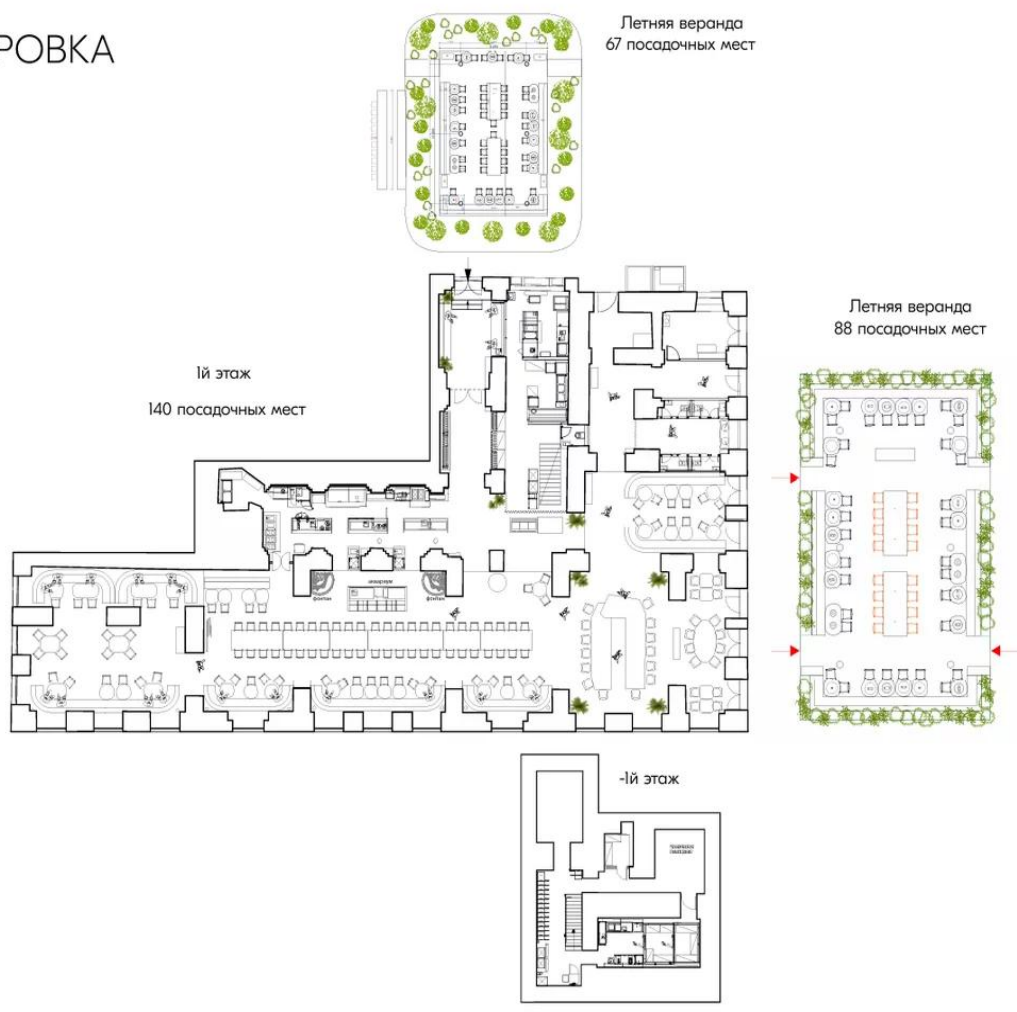 РОВКА
Летняя веранда
67 посадочных мест
Летняя веранда
88 посадочных мест
1й этаж
140 посадочных мест
аквариум
фонтан
фонтан
-1й этаж